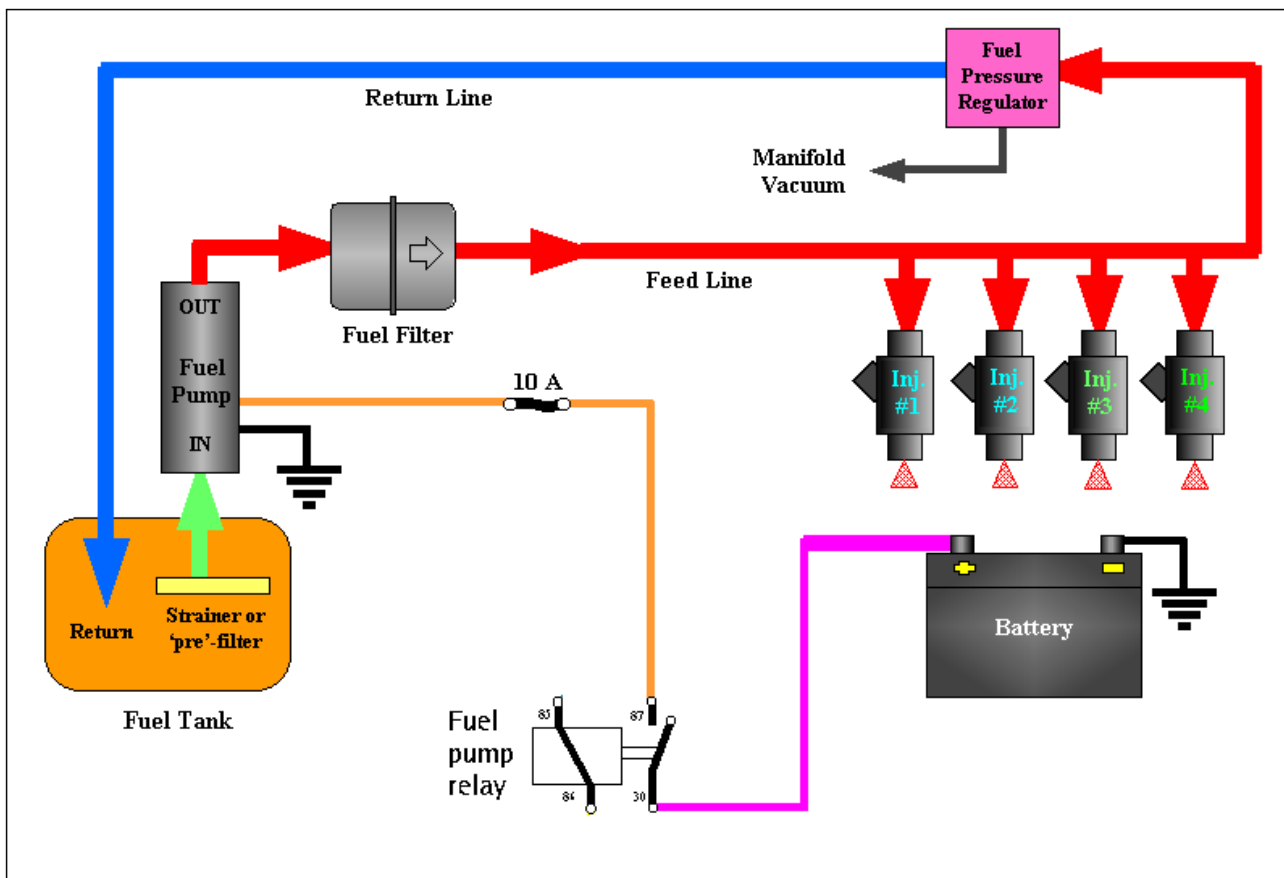 Fuel
Pressure
Regulator
Return Line
Manifold
Vacuum
Feed Line
Fuel Filter
OUT
Fuel
Pump
IN
10 A
Inj.
#1
Inj.
#2
Inj.
#3
Inj.
#4
Return
Strainer or
‘pre’-filter
Fuel Tank
Battery
Fuel
pump
relay
85
87
86
30